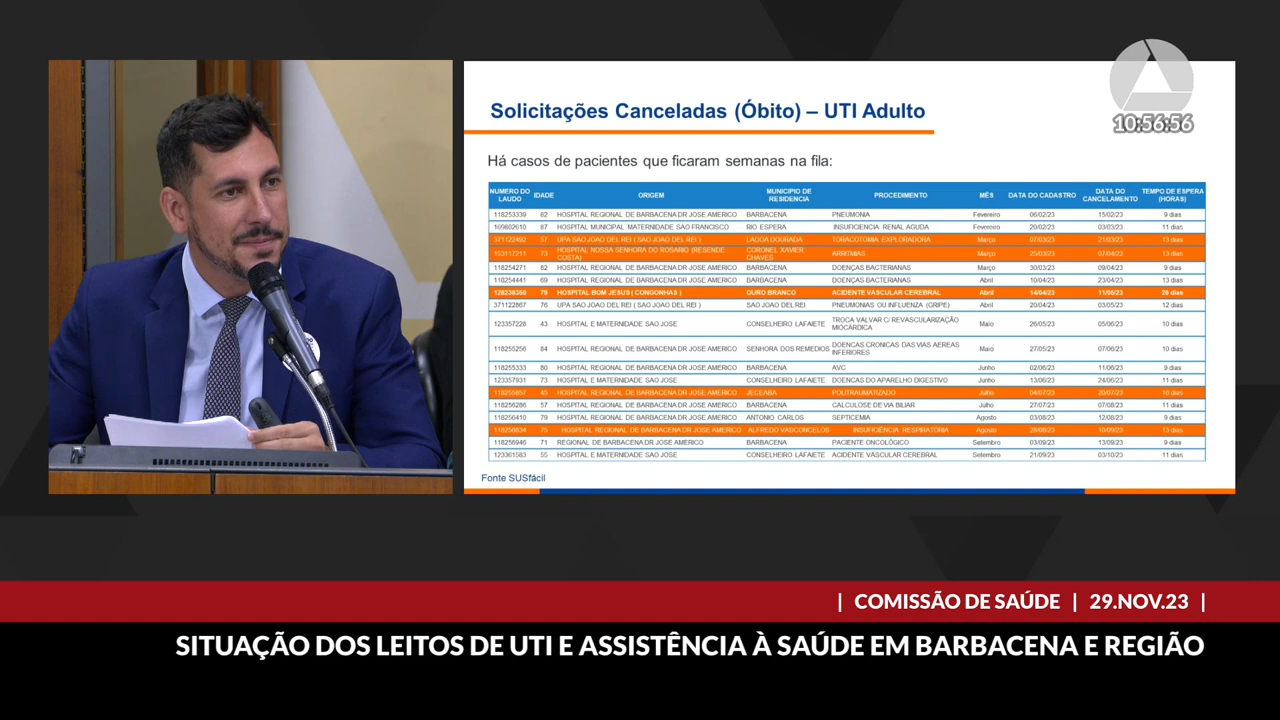 10:56:56
Solicitações Canceladas (Óbito) – UTI Adulto
Há casos de pacientes que ficaram semanas na fila:
NUMERO DO LAUDO IDADE ORIGEM MUNICIPIO DE RESIDENCIA PROCEDIMENTO MÊS DATA DO CADASTRO DATA DO CANCELAMENTO TEMPO DE ESPERA (HORAS)
118253339 82 HOSPITAL REGIONAL DE BARBACENA DR JOSE AMERICO BARBACENA PNEUMONIA Fevereiro 06/02/23 15/02/23 9 dias
169802610 87 HOSPITAL MUNICIPAL MATERNIDADE SAO FRANCISCO RIO ESPERA INSUFICIENCIA RENAL AGUDA Fevereiro 20/02/23 03/03/23 11 dias
371122492 57 UPA SAO JOAO DEL REI ( SAO JOAO DEL REI ) LAGOA DOURADA TORACOTOMIA EXPLORADORA Março 07/03/23 21/03/23 13 dias
153117211 73 HOSPITAL NOSSA SENHORA DO ROSARIO (RESENDE COSTA) CORONEL XAVIER CHAVES ARRITMIAS Março 25/03/23 07/04/23 13 dias
118254271 82 HOSPITAL REGIONAL DE BARBACENA DR JOSE AMERICO BARBACENA DOENÇAS BACTERIANAS Março 30/03/23 09/04/23 9 dias
118254441 69 HOSPITAL REGIONAL DE BARBACENA DR JOSE AMERICO BARBACENA DOENÇAS BACTERIANAS Abril 10/04/23 23/04/23 13 dias
128238358 78 HOSPITAL BOM JESUS ( CONGONHAS ) OURO BRANCO ACIDENTE VASCULAR CEREBRAL Abril 14/04/23 11/05/23 26 dias
371122867 76 UPA SAO JOAO DEL REI ( SAO JOAO DEL REI ) SAO JOAO DEL REI PNEUMONIAS OU INFLUENZA (GRIPE) Abril 20/04/23 03/05/23 12 dias
123357228 43 HOSPITAL E MATERNIDADE SAO JOSE CONSELHEIRO LAFAIETE TROCA VALVAR C/ REVASCULARIZAÇÃO MIOCÁRDICA Maio 26/05/23 05/06/23 10 dias
118255256 84 HOSPITAL REGIONAL DE BARBACENA DR JOSE AMERICO SENHORA DOS REMEDIOS DOENCAS CRONICAS DAS VIAS AEREAS INFERIORES Maio 27/05/23 07/06/23 10 dias
118255333 80 HOSPITAL REGIONAL DE BARBACENA DR JOSE AMERICO BARBACENA AVC Junho 02/06/23 11/06/23 9 dias
123357931 73 HOSPITAL E MATERNIDADE SAO JOSE CONSELHEIRO LAFAIETE DOENCAS DO APARELHO DIGESTIVO Junho 13/06/23 24/06/23 11 dias
118255857 45 HOSPITAL REGIONAL DE BARBACENA DR JOSE AMERICO JECEABA POLITRAUMATIZADO Julho 04/07/23 20/07/23 16 dias
118256286 57 HOSPITAL REGIONAL DE BARBACENA DR JOSE AMERICO BARBACENA CALCULOSE DE VIA BILIAR Julho 27/07/23 07/08/23 11 dias
118256410 79 HOSPITAL REGIONAL DE BARBACENA DR JOSE AMERICO ANTONIO CARLOS SEPTICEMIA Agosto 03/08/23 12/08/23 9 dias
118256834 75 HOSPITAL REGIONAL DE BARBACENA DR JOSE AMERICO ALFREDO VASCONCELOS INSUFICIÊNCIA RESPIRATÓRIA Agosto 28/08/23 10/09/23 13 dias
118256946 71 REGIONAL DE BARBACENA DR JOSE AMERICO BARBACENA PACIENTE ONCOLÓGICO Setembro 03/09/23 13/09/23 9 dias
123361583 55 HOSPITAL E MATERNIDADE SAO JOSE CONSELHEIRO LAFAIETE ACIDENTE VASCULAR CEREBRAL Setembro 21/09/23 03/10/23 11 dias
Fonte SUSfácil
| COMISSÃO DE SAÚDE | 29.NOV.23 |
SITUAÇÃO DOS LEITOS DE UTI E ASSISTÊNCIA À SAÚDE EM BARBACENA E REGIÃO